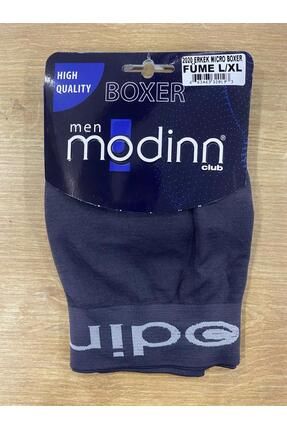 2020 ERKEK MICRO BOXER
FÜME L/XL
HIGH
QUALITY
BOXER
men
modinn®
club